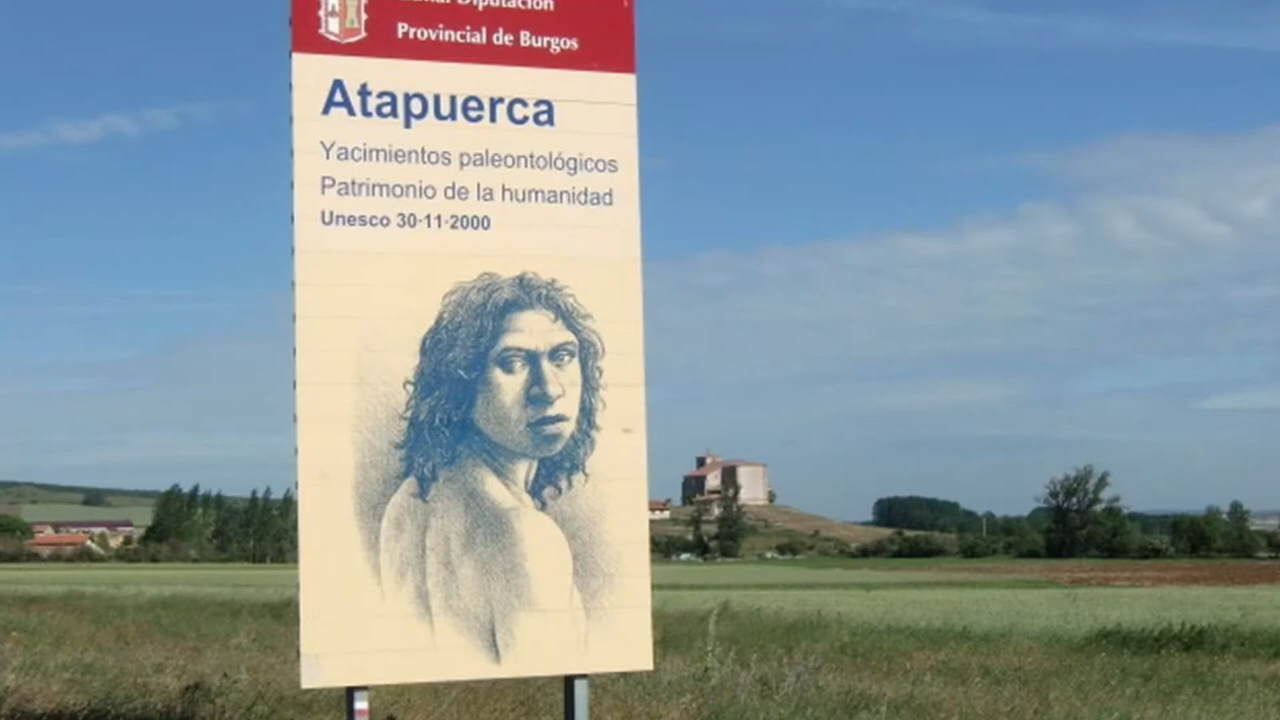 Diputación
Provincial de Burgos
Atapuerca
Yacimientos paleontológicos
Patrimonio de la humanidad
Unesco 30·11·2000